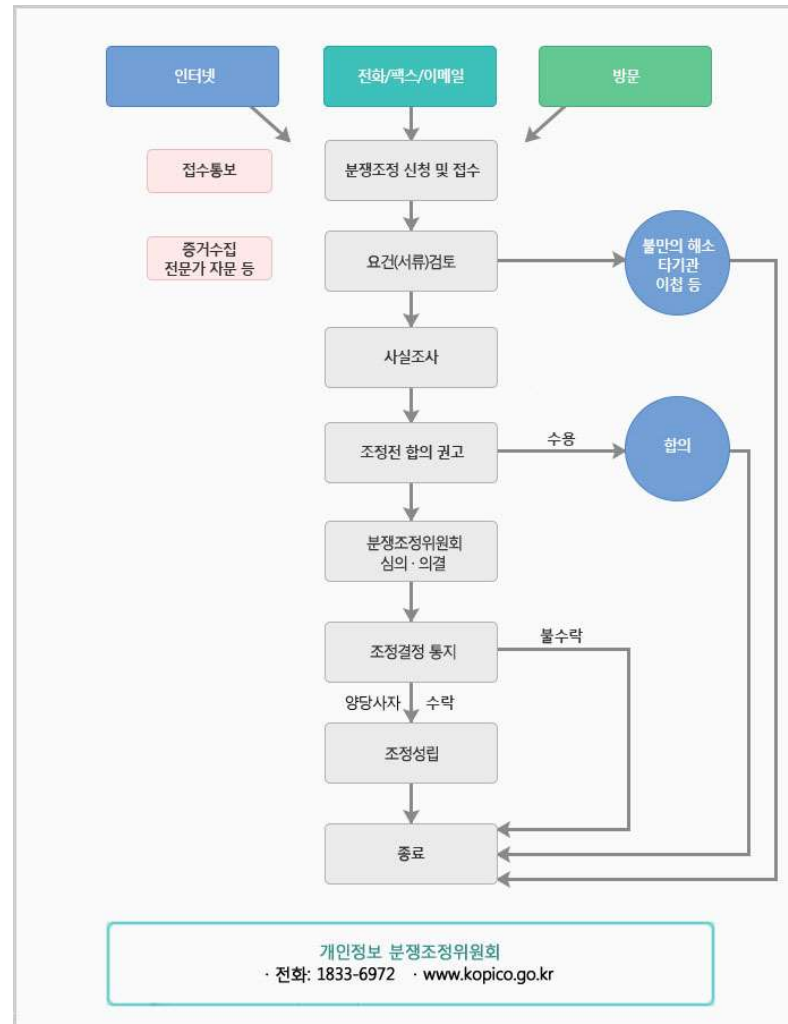 인터넷
전화/팩스/이메일
방문
접수통보
분쟁조정 신청 및 접수
증거수집
전문가 자문 등
요건(서류)검토
불만의 해소
타기관
이첩 등
사실조사
조정전 합의 권고
수용
합의
분쟁조정위원회
심의·의결
조정결정 통지
불수락
양당사자 수락
조정성립
종료
개인정보 분쟁조정위원회
· 전화: 1833-6972 · www.kopico.go.kr